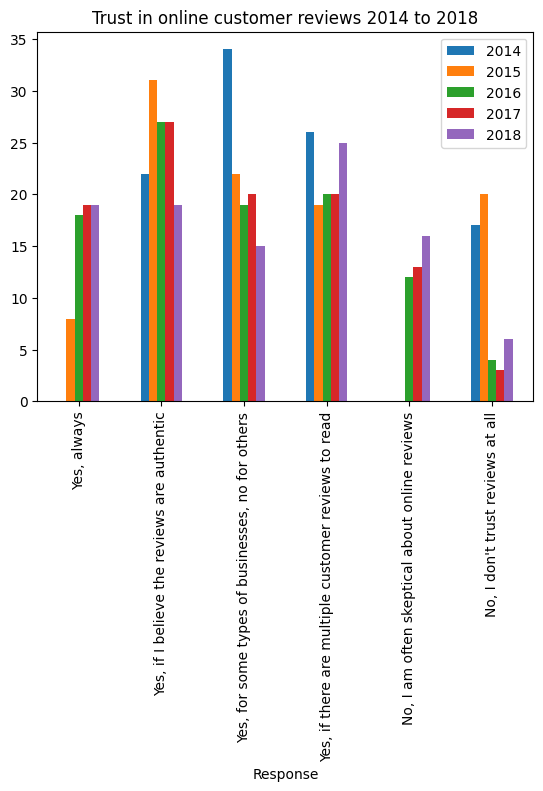 Trust in online customer reviews 2014 to 2018
35
30
25
20
15
10
5
0
2014
2015
2016
2017
2018
Yes, always
Yes, if I believe the reviews are authentic
Yes, for some types of businesses, no for others
Yes, if there are multiple customer reviews to read
No, I am often skeptical about online reviews
No, I don't trust reviews at all
Response